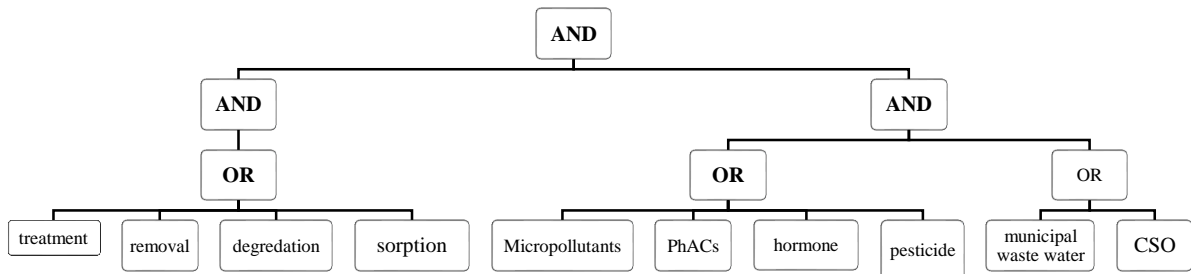 AND
AND
AND
OR
OR
OR
treatment
removal
degredation
sorption
Micropollutants
PhACs
hormone
pesticide
municipal
waste water
CSO